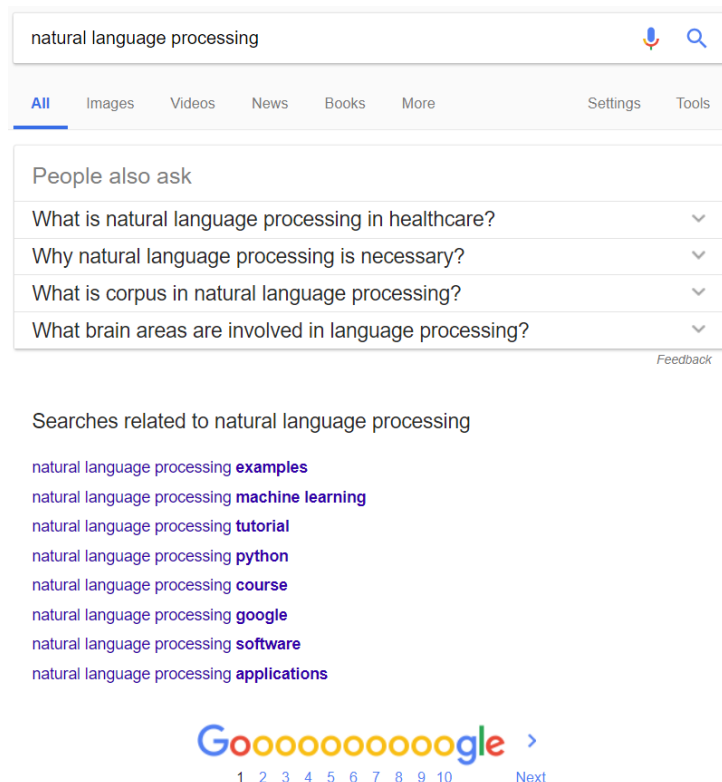 natural language processing
All Images Videos News Books More Settings Tools
People also ask
What is natural language processing in healthcare?
Why natural language processing is necessary?
What is corpus in natural language processing?
What brain areas are involved in language processing?
Feedback
Searches related to natural language processing
natural language processing examples
natural language processing machine learning
natural language processing tutorial
natural language processing python
natural language processing course
natural language processing google
natural language processing software
natural language processing applications
Goooooooooogle >
1 2 3 4 5 6 7 8 9 10 Next